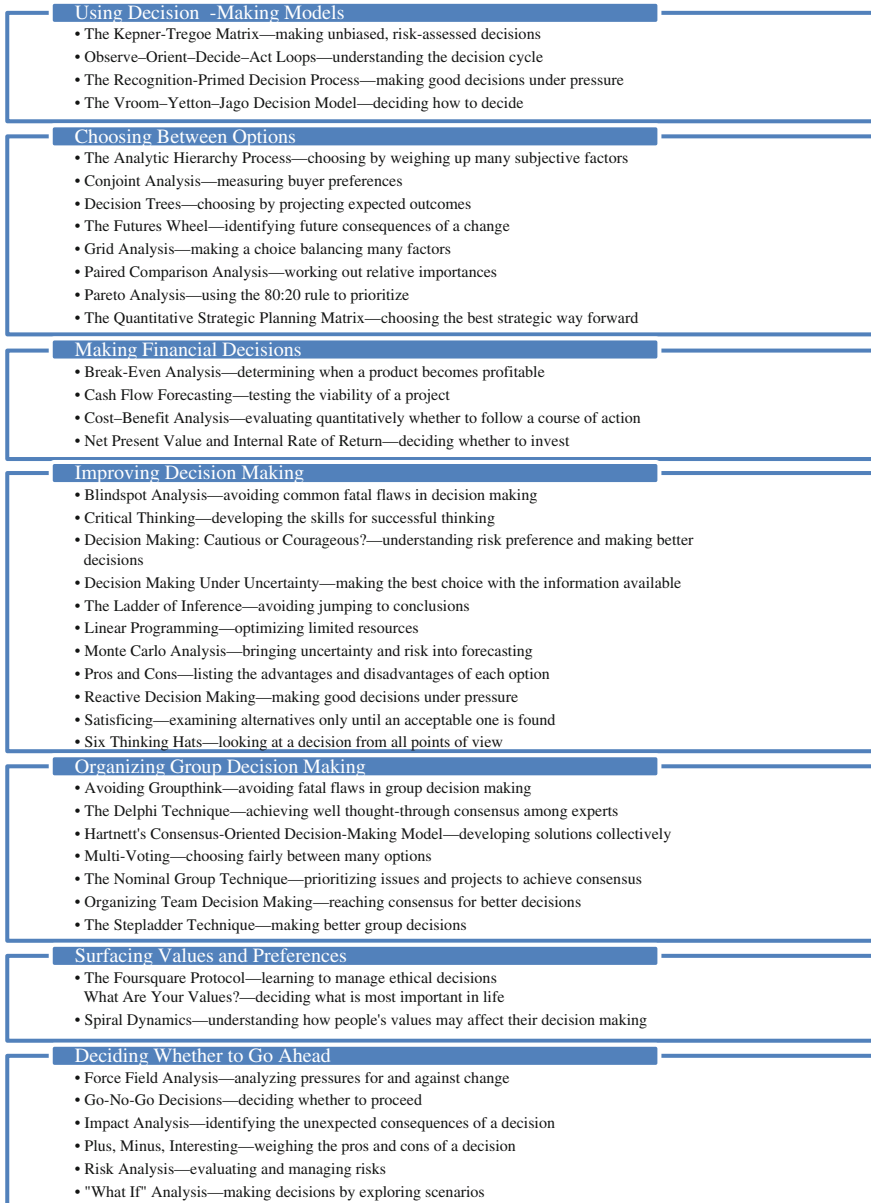 Using Decision -Making Models
• The Kepner-Tregoe Matrix—making unbiased, risk-assessed decisions
• Observe–Orient–Decide–Act Loops—understanding the decision cycle
• The Recognition-Primed Decision Process—making good decisions under pressure
• The Vroom–Yetton–Jago Decision Model—deciding how to decide
Choosing Between Options
• The Analytic Hierarchy Process—choosing by weighing up many subjective factors
• Conjoint Analysis—measuring buyer preferences
• Decision Trees—choosing by projecting expected outcomes
• The Futures Wheel—identifying future consequences of a change
• Grid Analysis—making a choice balancing many factors
• Paired Comparison Analysis—working out relative importances
• Pareto Analysis—using the 80:20 rule to prioritize
• The Quantitative Strategic Planning Matrix—choosing the best strategic way forward
Making Financial Decisions
• Break-Even Analysis—determining when a product becomes profitable
• Cash Flow Forecasting—testing the viability of a project
• Cost–Benefit Analysis—evaluating quantitatively whether to follow a course of action
• Net Present Value and Internal Rate of Return—deciding whether to invest
Improving Decision Making
• Blindspot Analysis—avoiding common fatal flaws in decision making
• Critical Thinking—developing the skills for successful thinking
• Decision Making: Cautious or Courageous?—understanding risk preference and making better
decisions
• Decision Making Under Uncertainty—making the best choice with the information available
• The Ladder of Inference—avoiding jumping to conclusions
• Linear Programming—optimizing limited resources
• Monte Carlo Analysis—bringing uncertainty and risk into forecasting
• Pros and Cons—listing the advantages and disadvantages of each option
• Reactive Decision Making—making good decisions under pressure
• Satisficing—examining alternatives only until an acceptable one is found
• Six Thinking Hats—looking at a decision from all points of view
Organizing Group Decision Making
• Avoiding Groupthink—avoiding fatal flaws in group decision making
• The Delphi Technique—achieving well thought-through consensus among experts
• Hartnett's Consensus-Oriented Decision-Making Model—developing solutions collectively
• Multi-Voting—choosing fairly between many options
• The Nominal Group Technique—prioritizing issues and projects to achieve consensus
• Organizing Team Decision Making—reaching consensus for better decisions
• The Stepladder Technique—making better group decisions
Surfacing Values and Preferences
• The Foursquare Protocol—learning to manage ethical decisions
What Are Your Values?—deciding what is most important in life
• Spiral Dynamics—understanding how people's values may affect their decision making
Deciding Whether to Go Ahead
• Force Field Analysis—analyzing pressures for and against change
• Go-No-Go Decisions—deciding whether to proceed
• Impact Analysis—identifying the unexpected consequences of a decision
• Plus, Minus, Interesting—weighing the pros and cons of a decision
• Risk Analysis—evaluating and managing risks
• "What If" Analysis—making decisions by exploring scenarios